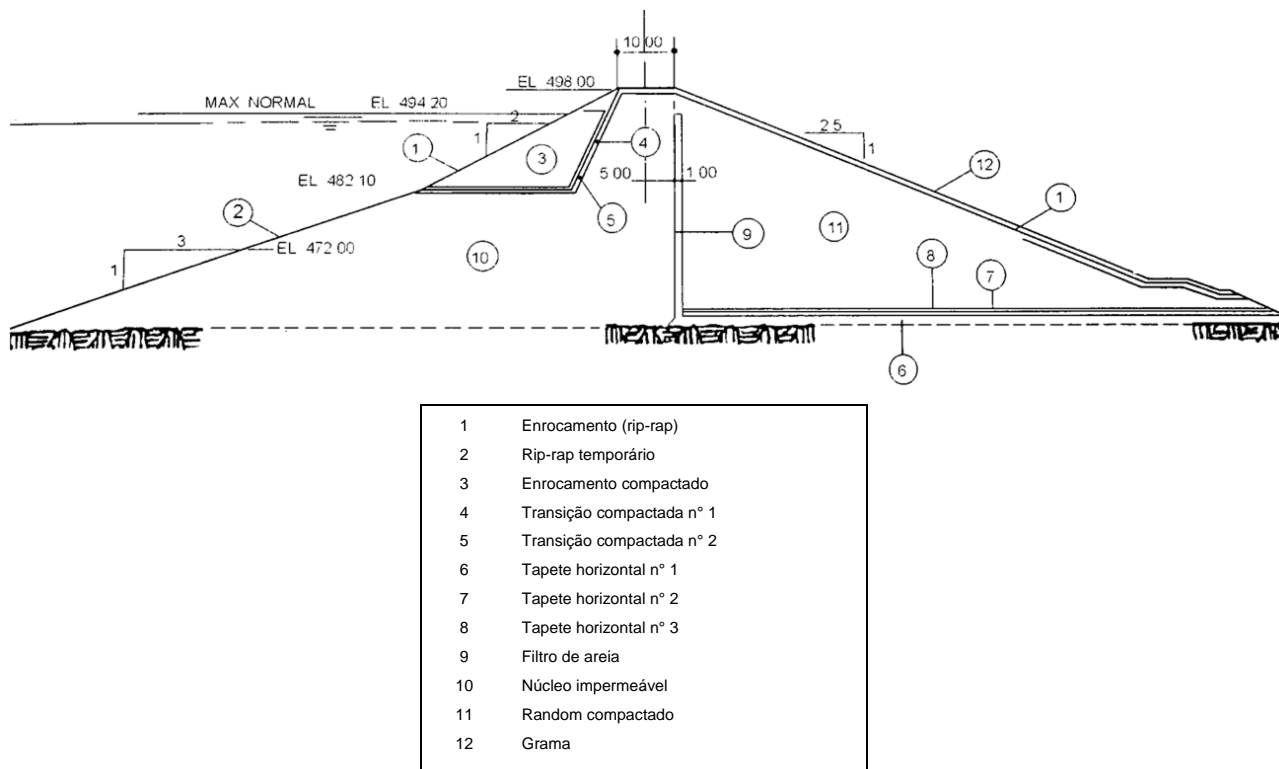 10 00
EL 498 00
MAX NORMAL EL 494 20
2
1
2 5
1
1
3
4
12
5 00
1 00
EL 482 10
5
1
2
11
3
EL 472 00
9
10
8
7
1
6
1 Enrocamento (rip-rap)
2 Rip-rap temporário
3 Enrocamento compactado
4 Transição compactada n° 1
5 Transição compactada n° 2
6 Tapete horizontal n° 1
7 Tapete horizontal n° 2
8 Tapete horizontal n° 3
9 Filtro de areia
10 Núcleo impermeável
11 Random compactado
12 Grama